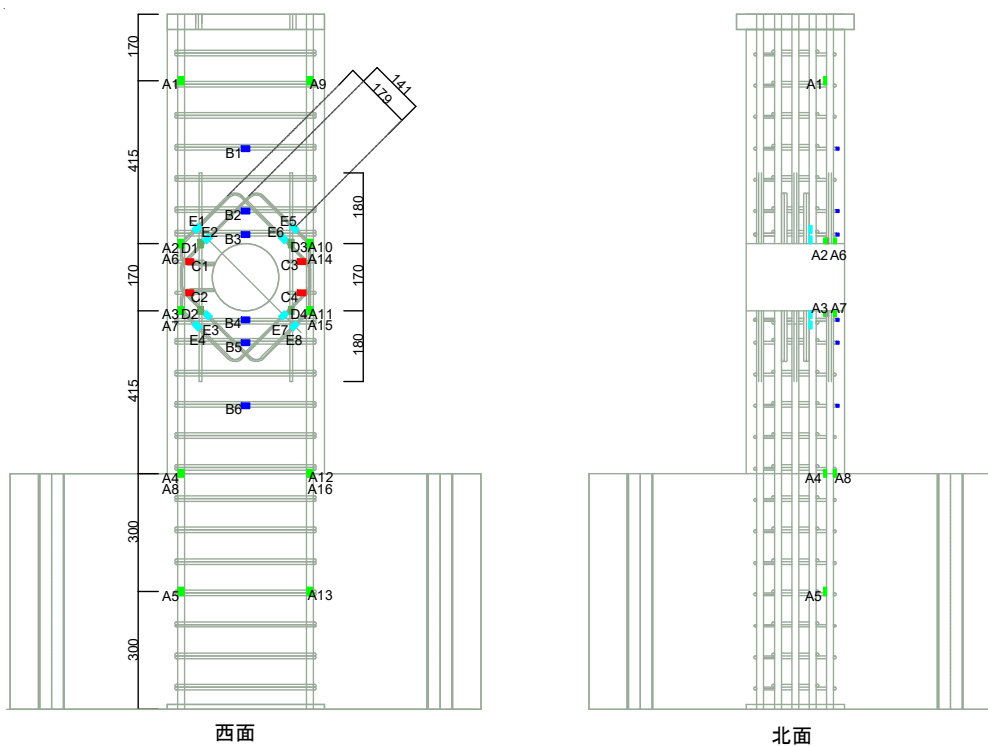 170
415
170
415
300
300
A1
A9
B1
141
179
180
170
180
E1
E2
B2
B3
E5
E6
A2
D1
A6
C1
C3
D3
A10
A14
C2
C4
A3
D2
A7
E3
E4
B4
B5
E7
E8
D4
A11
A15
B6
A4
A8
A12
A16
A5
A13
西面
A1
A2
A6
A3
A7
A4
A8
A5
北面